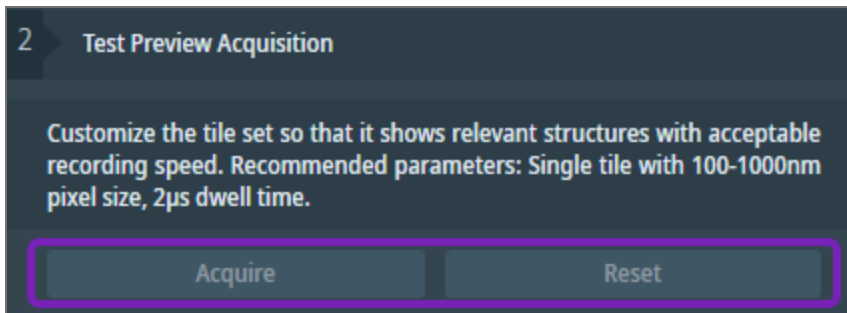 2 Test Preview Acquisition
Customize the tile set so that it shows relevant structures with acceptable
recording speed. Recommended parameters: Single tile with 100-1000nm
pixel size, 2µs dwell time.
Acquire Reset